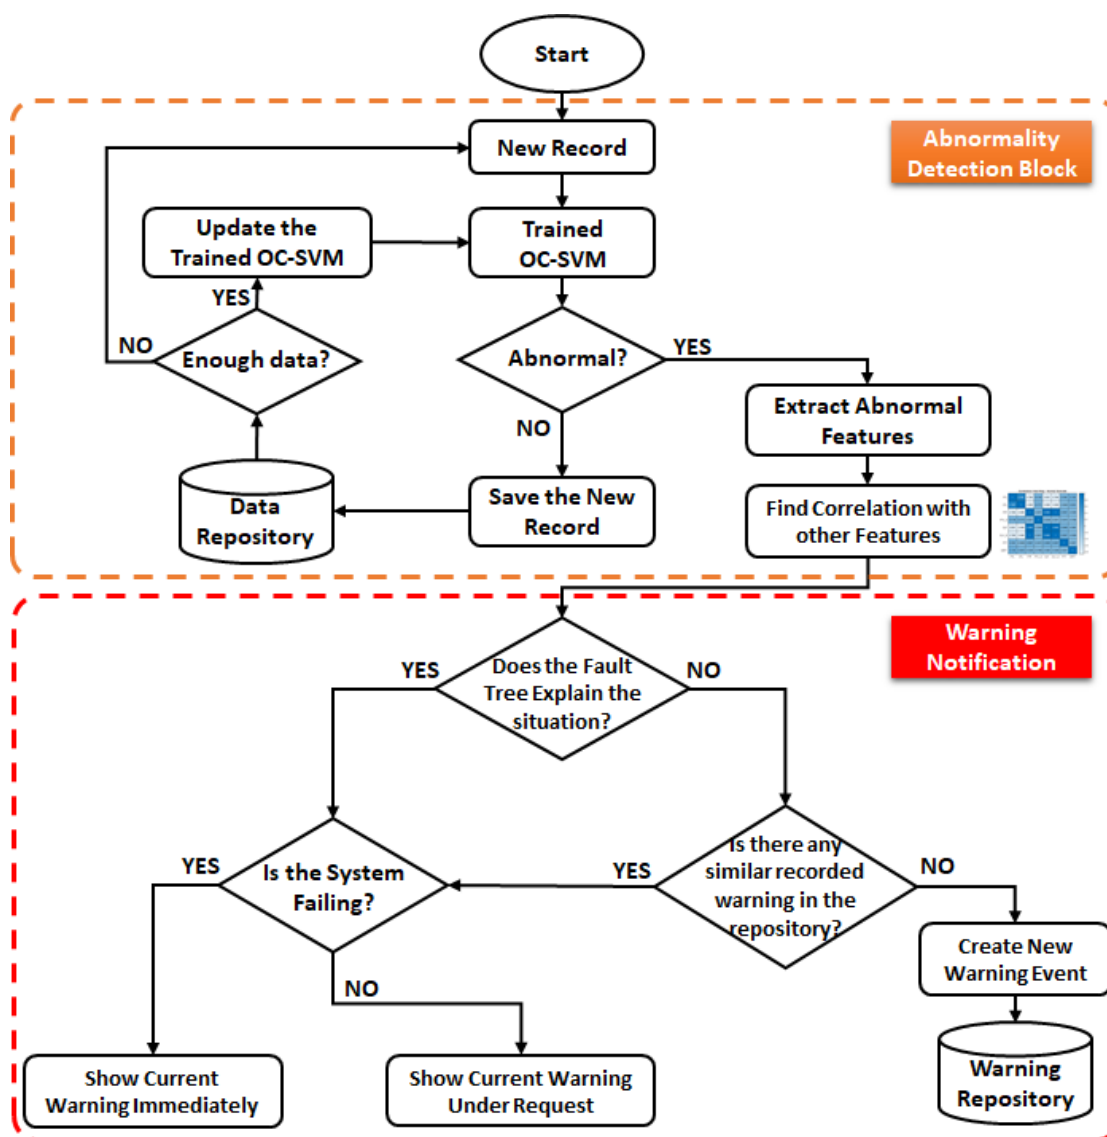 Start
Abnormality
Detection Block
New Record
Update the
Trained OC-SVM
Trained
OC-SVM
YES
NO
Enough data?
Abnormal?
YES
Extract Abnormal
Features
NO
Data
Repository
Save the New
Record
Find Correlation with
other Features
Warning
Notification
YES
Does the Fault
Tree Explain the
situation?
NO
YES
Is the System
Failing?
YES
Is there any
similar recorded
warning in the
repository?
NO
Create New
Warning Event
NO
Show Current
Warning Immediately
Show Current Warning
Under Request
Warning
Repository